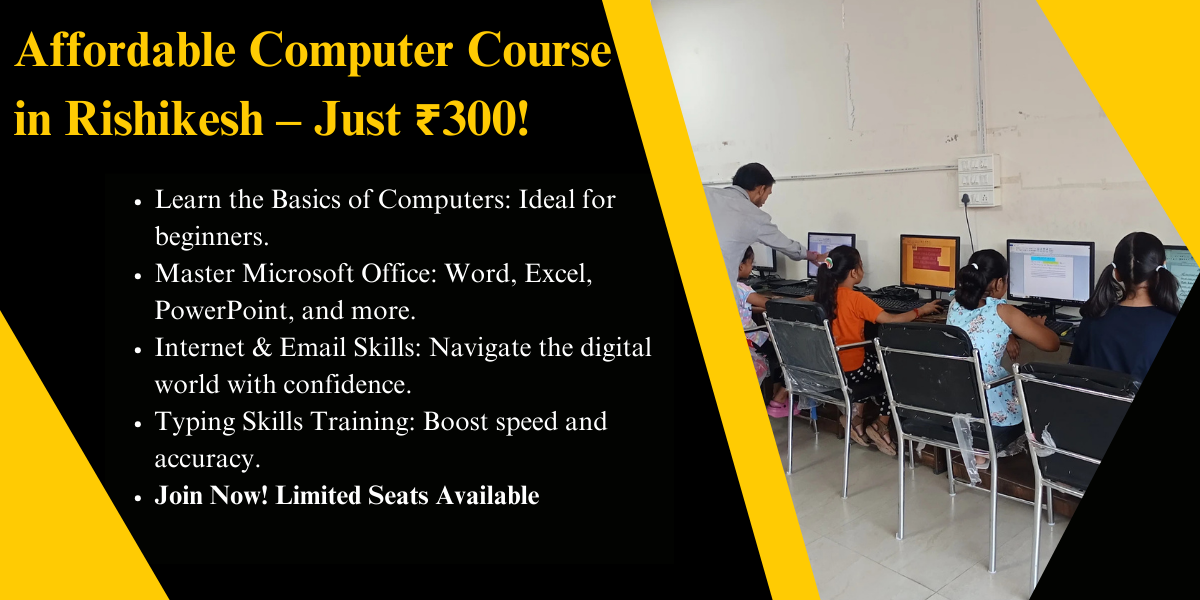 Affordable Computer Course
in Rishikesh – Just ₹300!
• Learn the Basics of Computers: Ideal for
beginners.
• Master Microsoft Office: Word, Excel,
PowerPoint, and more.
• Internet & Email Skills: Navigate the digital
world with confidence.
• Typing Skills Training: Boost speed and
accuracy.
• Join Now! Limited Seats Available